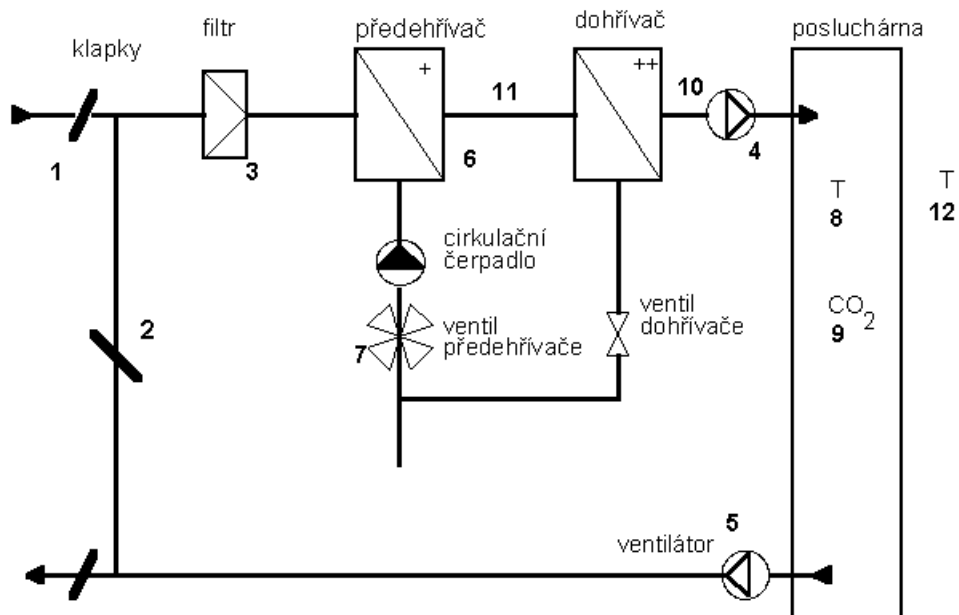 filtr
předehřívač
dohřívač
posluchárna
klapky
+
++
1
3
11
6
10
4
T
8
T
12
cirkulační
čerpadlo
2
7
ventil
předehřívače
ventil
dohřívače
CO2
9
5
ventilátor